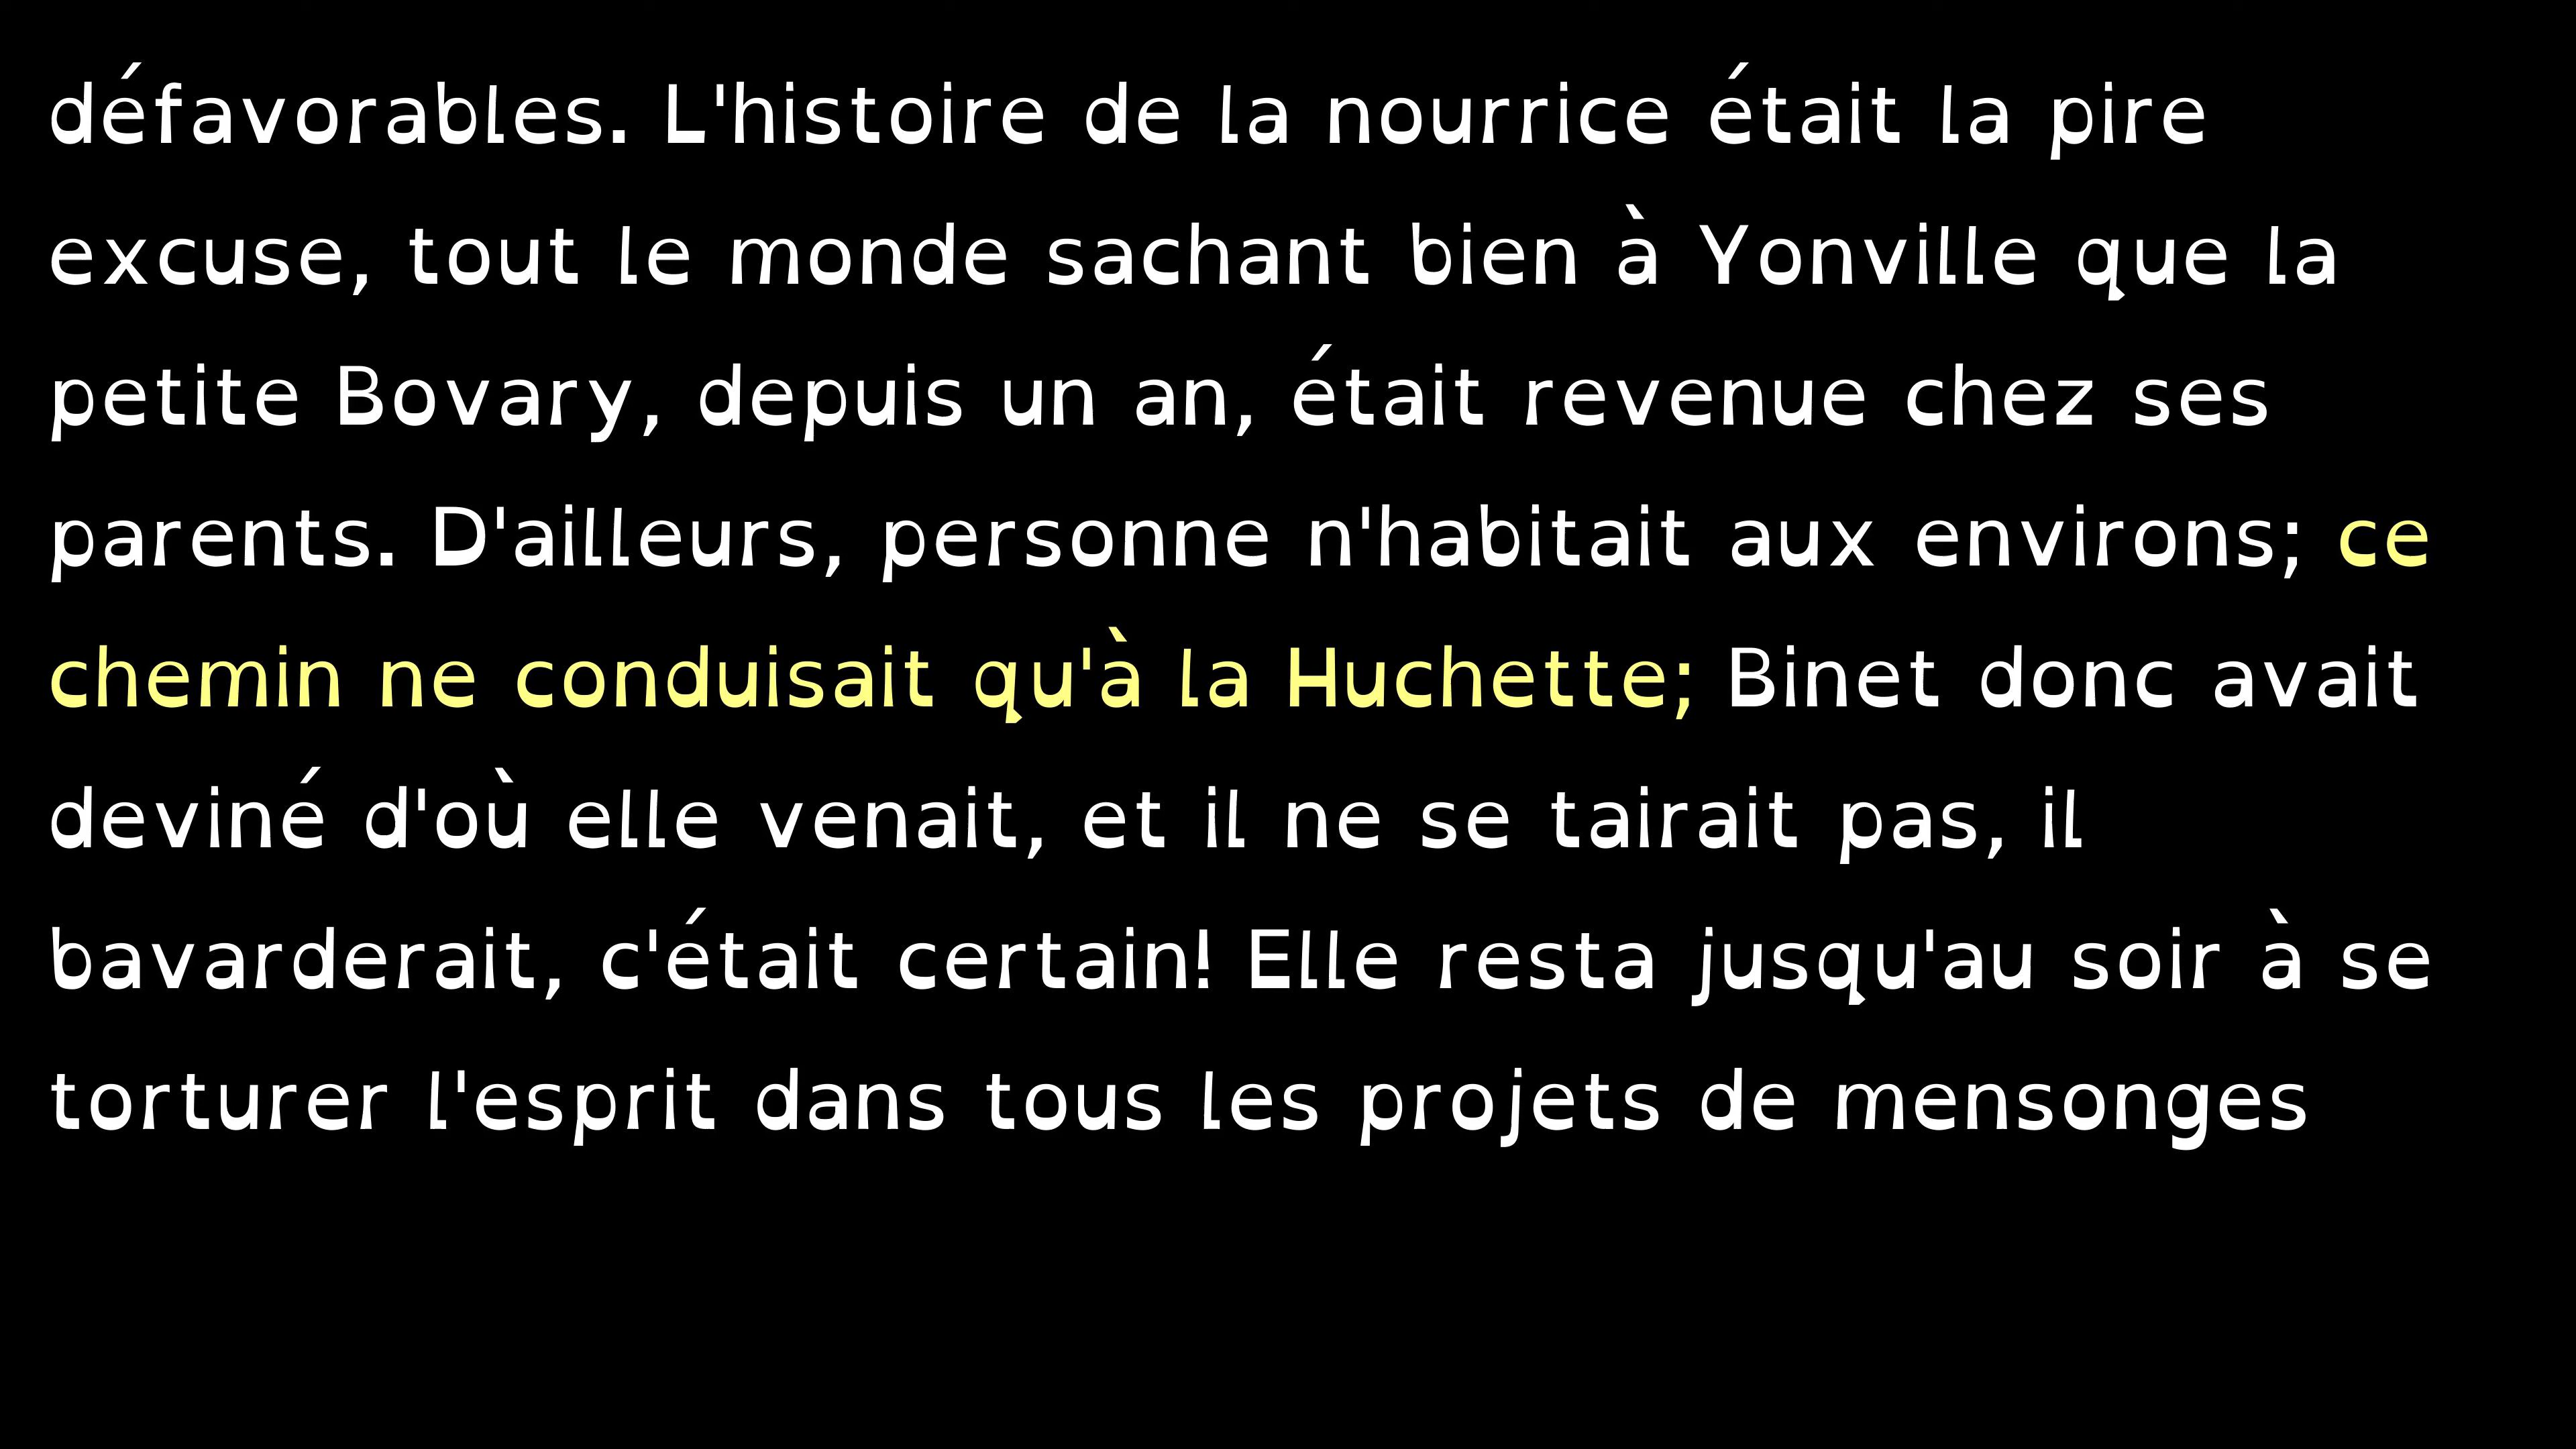 défavorables. L'histoire de la nourrice était la pire
excuse, tout le monde sachant bien à Yonville que la
petite Bovary, depuis un an, était revenue chez ses
parents. D'ailleurs, personne n'habitait aux environs; ce
chemin ne conduisait qu'à la Huchette; Binet donc avait
deviné d'où elle venait, et il ne se tairait pas, il
bavarderait, c'était certain! Elle resta jusqu'au soir à se
torturer l'esprit dans tous les projets de mensonges